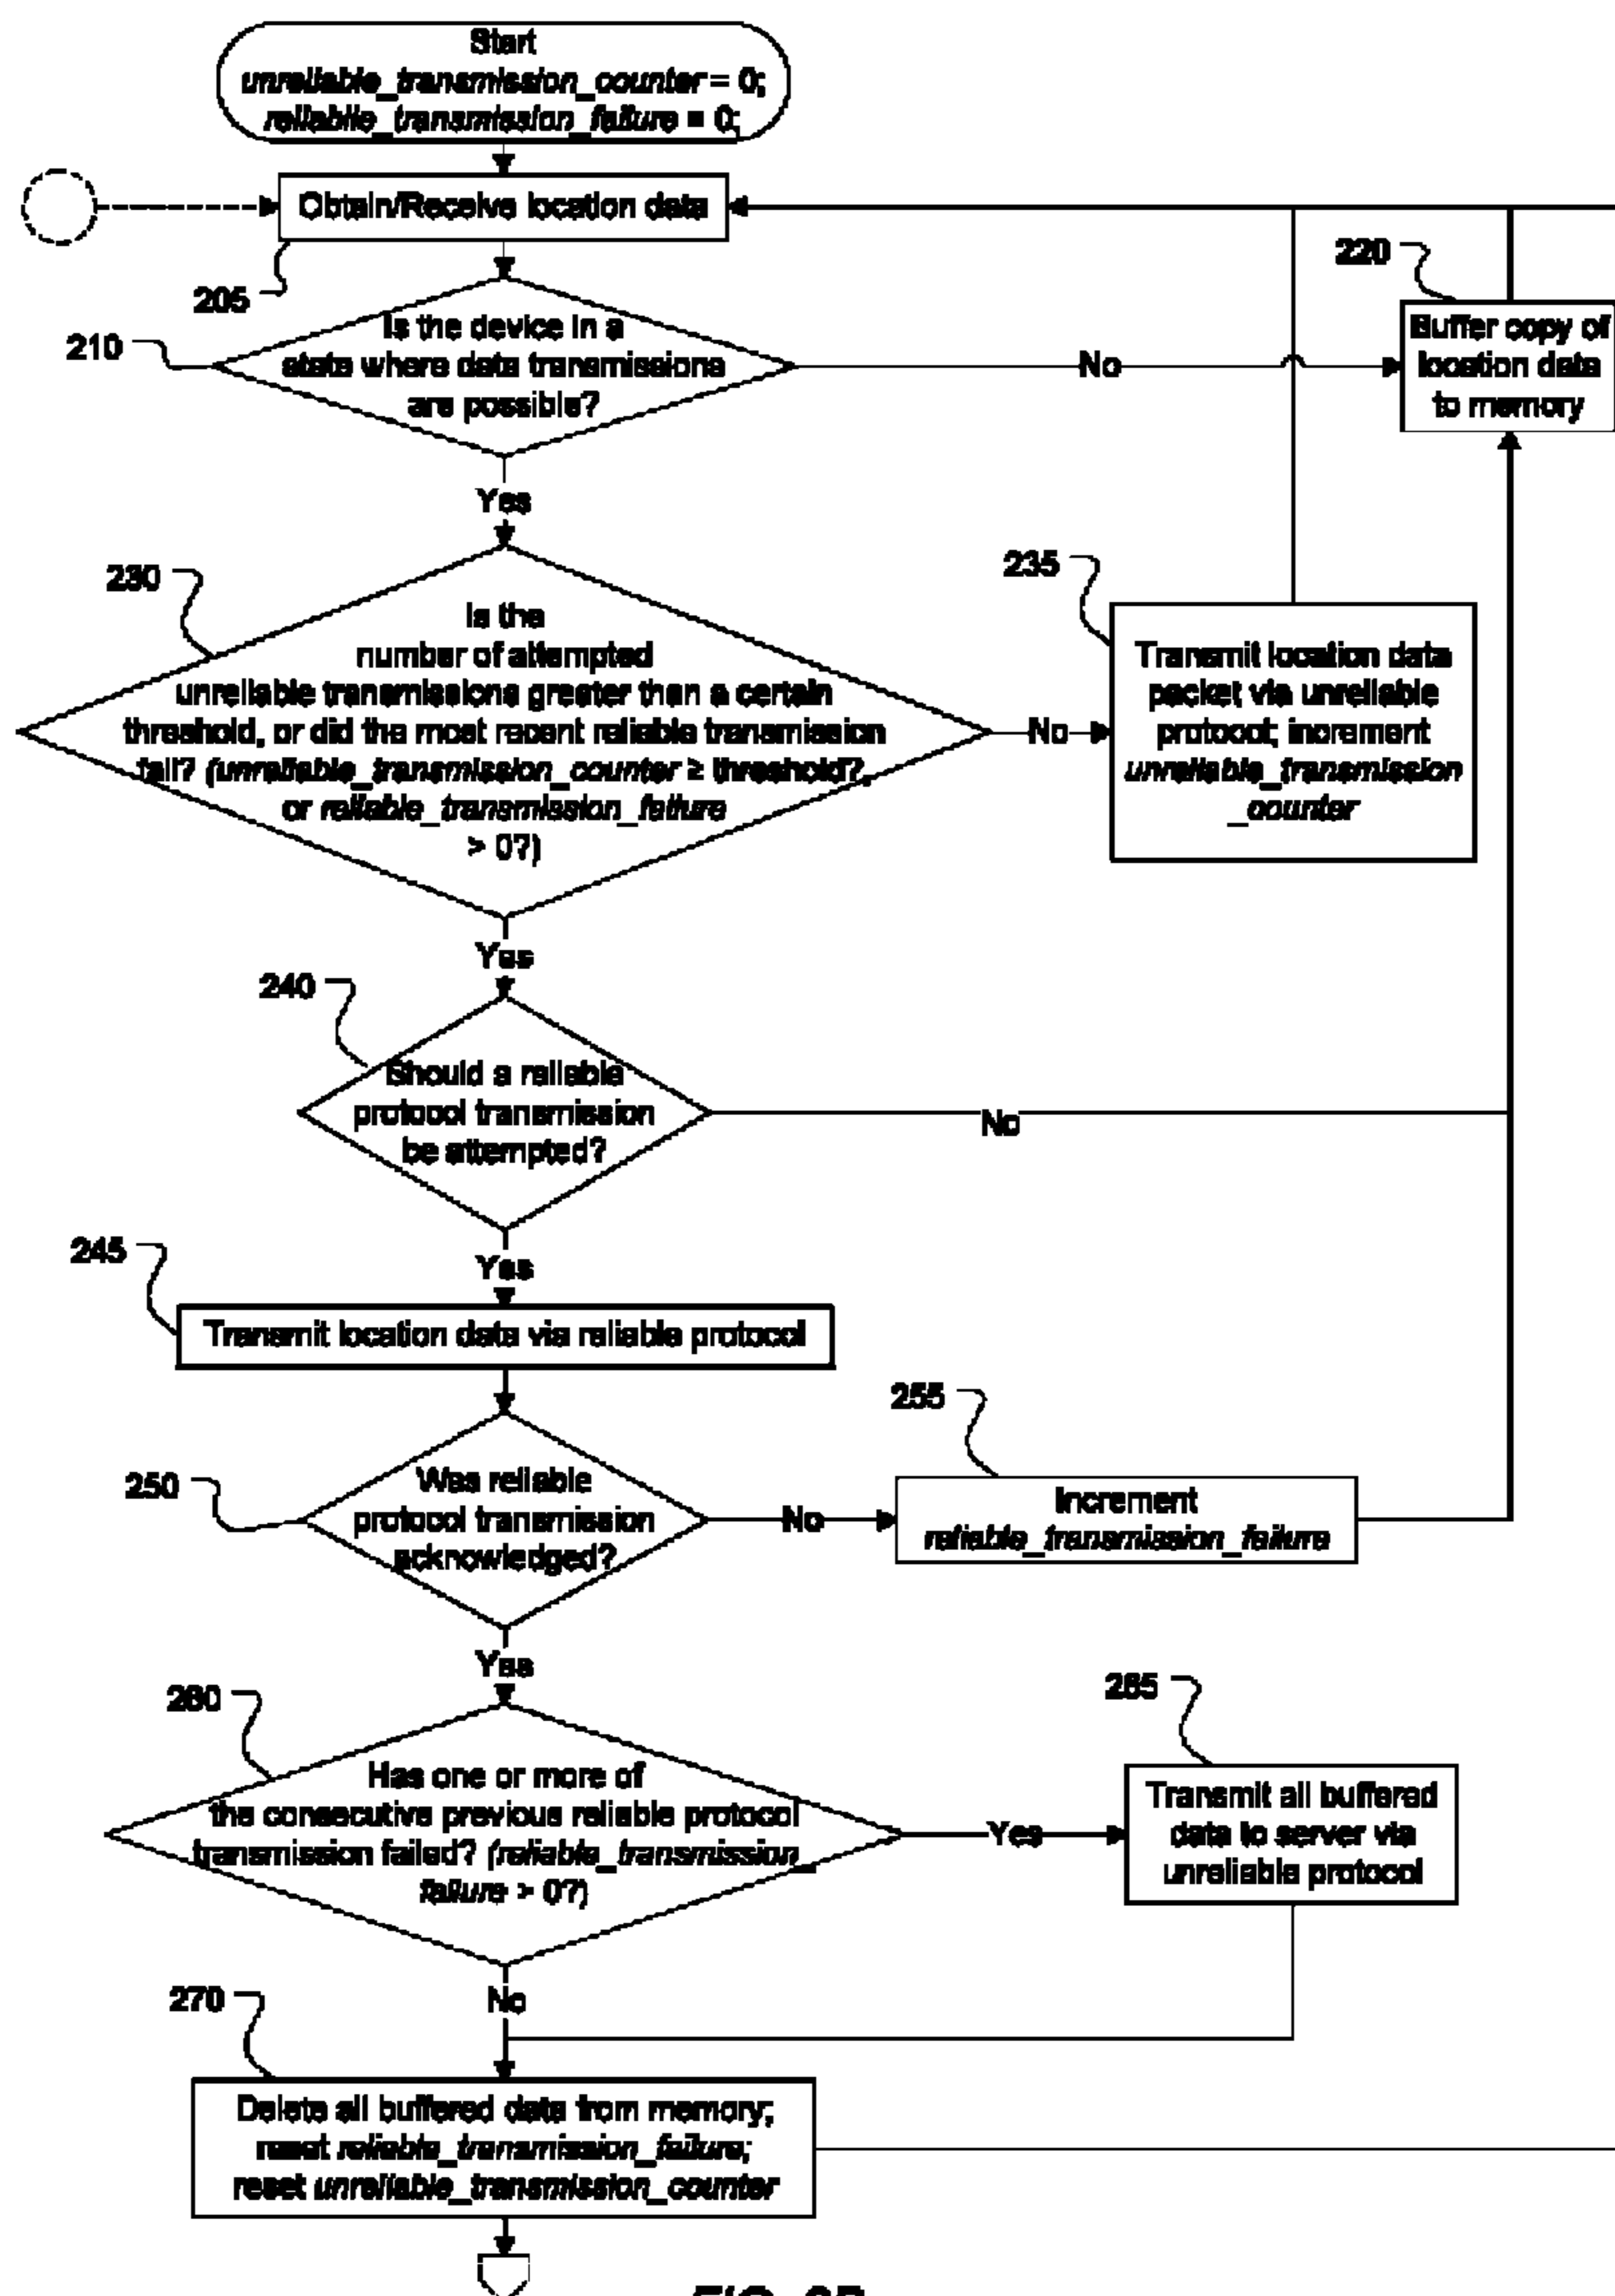 Start
unreliable_transmission_counter = 0;
reliablie_transmission_failure = 0;
Obtain/Receive location data
205
220
Buffer copy of
location data
to memory
210
Is the device in a
state where data transmissions
are possible?
No
Yes
230
Is the
number of attempted
unreliable transmissions greater than a certain
threshold, or did the most recent reliable transmission
fail? (unreliable_transmission_counter ≥ threshold?,
or reliable_transmission_failure
> 0?)
No
235
Transmit location data
packet via unreliable
protocol; increment
unreliable_transmission
_counter
Yes
240
Should a reliable
protocol transmission
be attempted?
No
Yes
245
Transmit location data via reliable protocol
250
Was reliable
protocol transmission
acknowledged?
No
255
Increment
reliable_transmission_failure
Yes
260
Has one or more of
the consecutive previous reliable protocol
transmission failed? (reliable_transmission_
failure > 0?)
Yes
265
Transmit all buffered
data to server via
unreliable protocol
No
270
Delete all buffered data from memory;
reset reliable_transmission_failure;
reset unreliable_transmission_counter